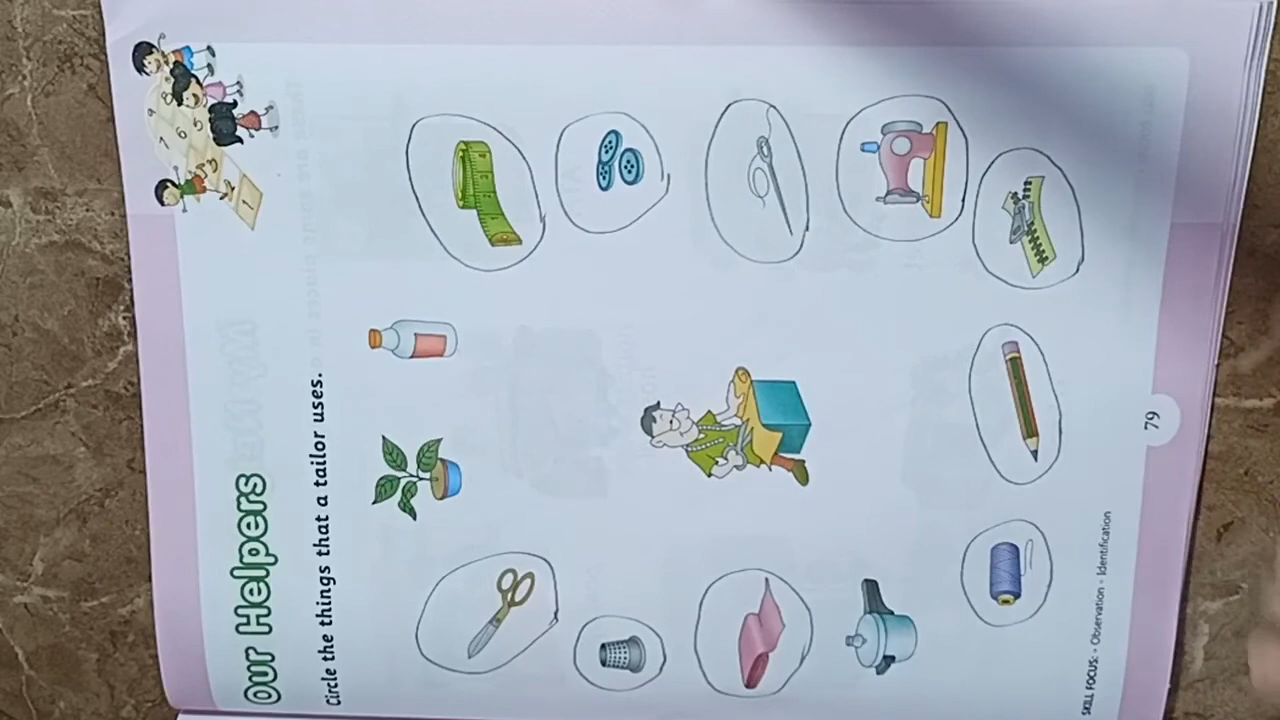 Our Helpers
Circle the things that a tailor uses.
SKILL FOCUS: • Observation • Identification
79